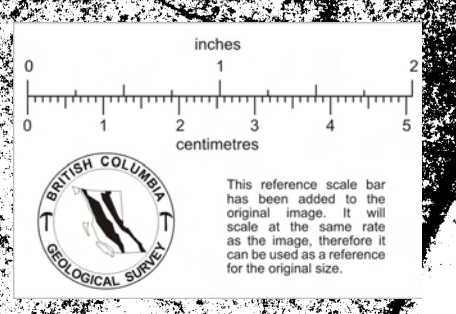 inches
0 1 2
0 1 2 3 4 5
centimetres
BRITISH COLUMBIA
GEOLOGICAL SURVEY
This reference scale bar
has been added to the
original image. It will
scale at the same rate
as the image, therefore it
can be used as a reference
for the original size.